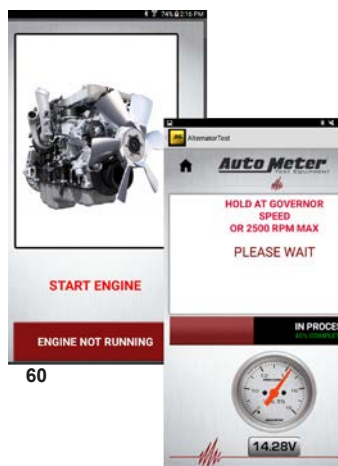 74% 2:15 PM
START ENGINE
ENGINE NOT RUNNING
60
AlternatorTest
Auto Meter
TEST EQUIPMENT
HOLD AT GOVERNOR
SPEED
OR 2500 RPM MAX
PLEASE WAIT
IN PROCES
14.28V